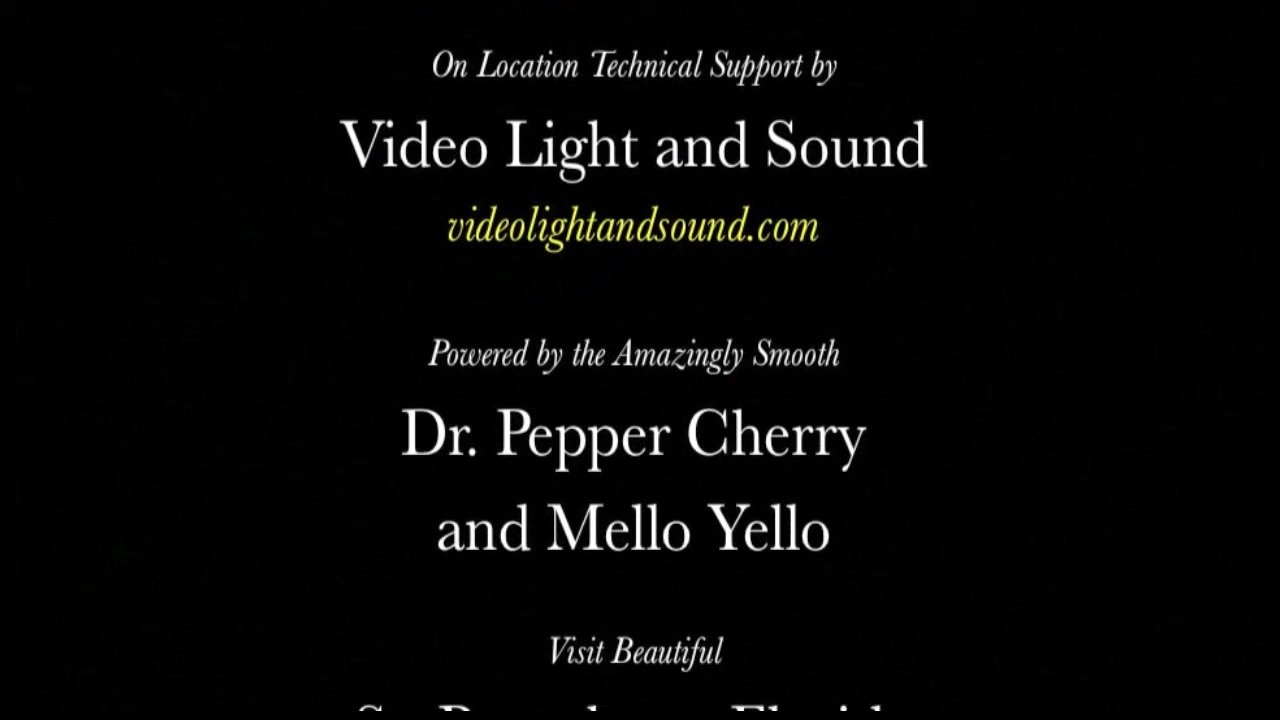 On Location Technical Support by
Video Light and Sound
videolightandsound.com
Powered by the Amazingly Smooth
Dr. Pepper Cherry
and Mello Yello
Visit Beautiful